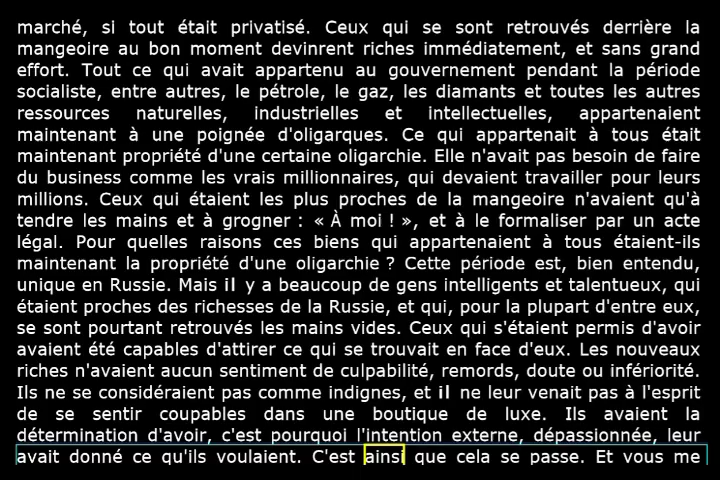 marché, si tout était privatisé. Ceux qui se sont retrouvés derrière la
mangeoire au bon moment devinrent riches immédiatement, et sans grand
effort. Tout ce qui avait appartenu au gouvernement pendant la période
socialiste, entre autres, le pétrole, le gaz, les diamants et toutes les autres
ressources naturelles, industrielles et intellectuelles, appartenaient
maintenant à une poignée d'oligarques. Ce qui appartenait à tous était
maintenant propriété d'une certaine oligarchie. Elle n'avait pas besoin de faire
du business comme les vrais millionnaires, qui devaient travailler pour leurs
millions. Ceux qui étaient les plus proches de la mangeoire n'avaient qu'à
tendre les mains et à grogner : « À moi ! », et à le formaliser par un acte
légal. Pour quelles raisons ces biens qui appartenaient à tous étaient-ils
maintenant la propriété d'une oligarchie ? Cette période est, bien entendu,
unique en Russie. Mais il y a beaucoup de gens intelligents et talentueux, qui
étaient proches des richesses de la Russie, et qui, pour la plupart d'entre eux,
se sont pourtant retrouvés les mains vides. Ceux qui s'étaient permis d'avoir
avaient été capables d'attirer ce qui se trouvait en face d'eux. Les nouveaux
riches n'avaient aucun sentiment de culpabilité, remords, doute ou infériorité.
Ils ne se considéraient pas comme indignes, et il ne leur venait pas à l'esprit
de se sentir coupables dans une boutique de luxe. Ils avaient la
détermination d'avoir, c'est pourquoi l'intention externe, dépassionnée, leur
avait donné ce qu'ils voulaient. C'est ainsi que cela se passe. Et vous me